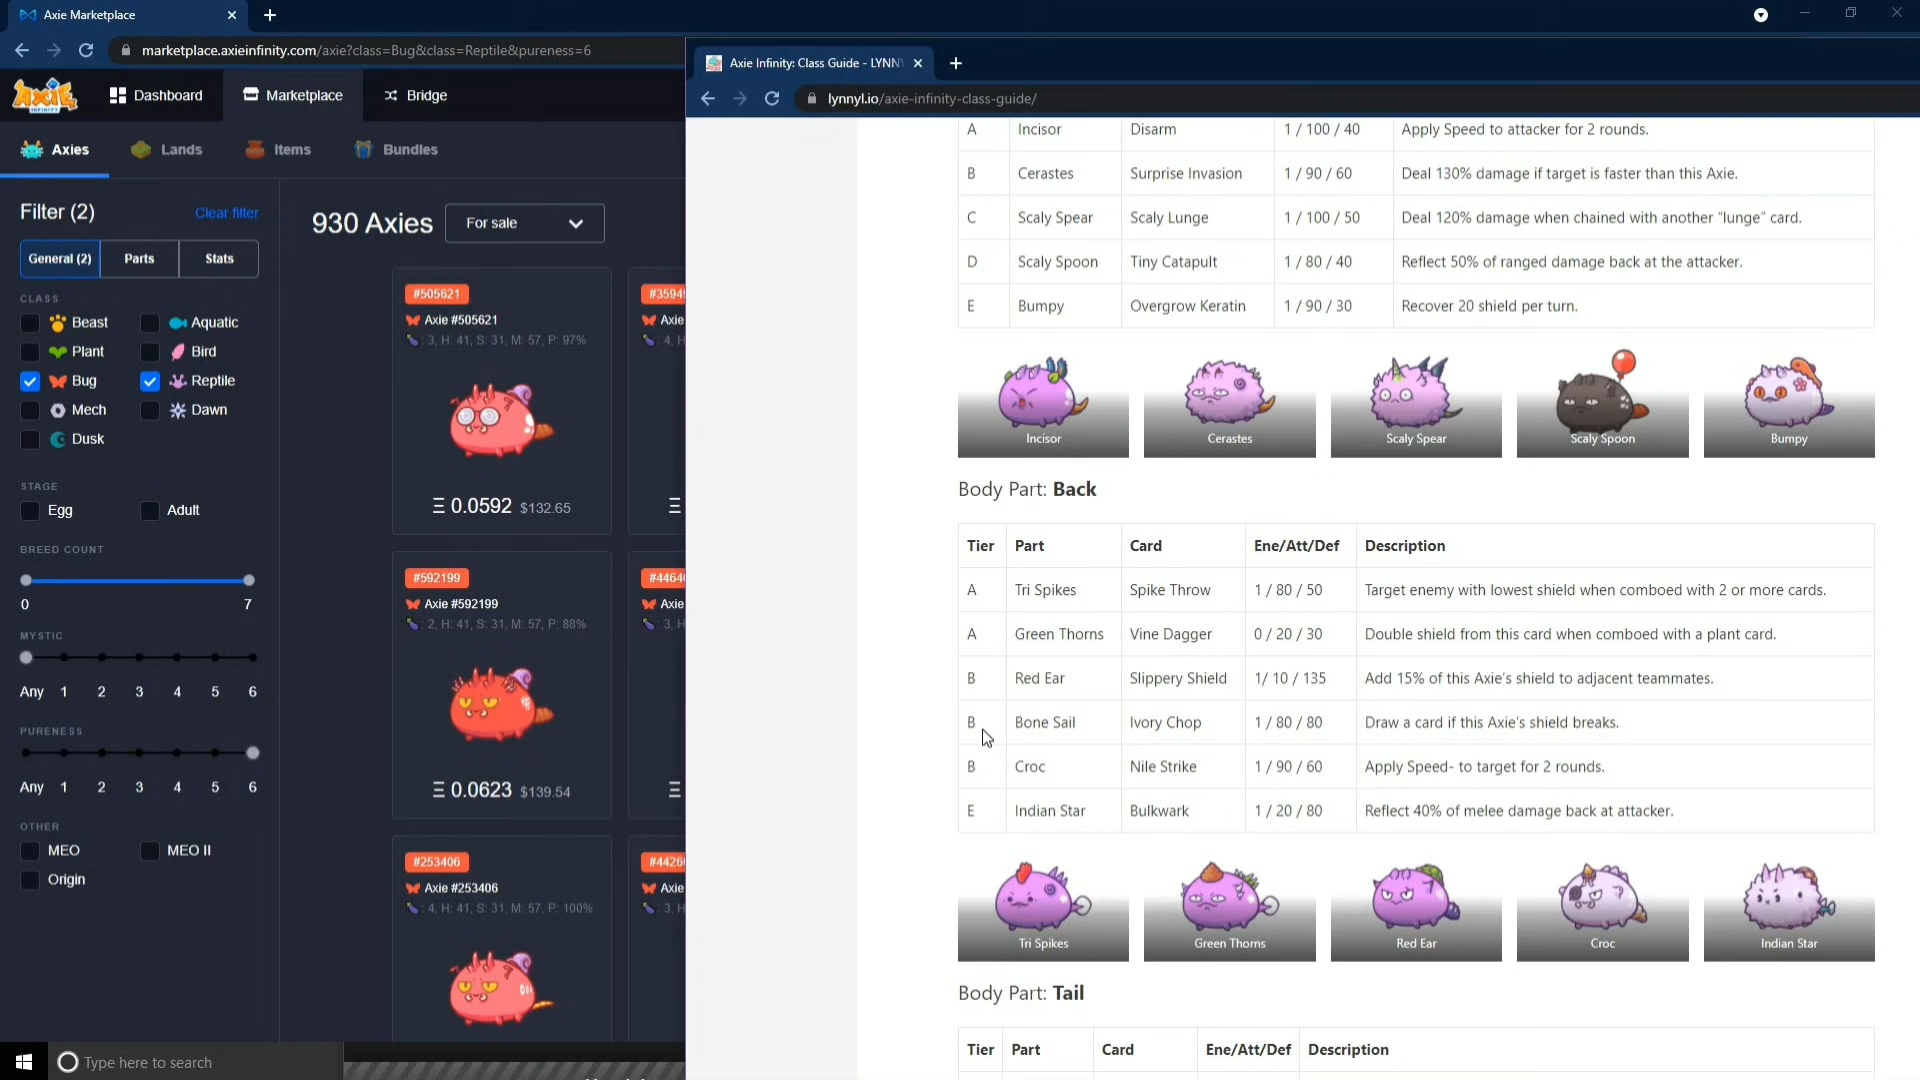 Axie Marketplace
marketplace.axieinfinity.com/axie?class=Bug&class=Reptile&pureness=6
AXIE
INFINITY
Dashboard
Marketplace
Bridge
Axies
Lands
Items
Bundles
Filter (2)
Clear filter
General (2)
Parts
Stats
CLASS
Beast
Aquatic
Plant
Bird
Bug
Reptile
Mech
Dawn
Dusk
STAGE
Egg
Adult
BREED COUNT
0
7
MYSTIC
Any 1 2 3 4 5 6
PURENESS
Any 1 2 3 4 5 6
OTHER
MEO
MEO II
Origin
930 Axies
For sale
#505621
Axie #505621
: 3, H: 41, S: 31, M: 57, P: 97%
Ξ 0.0592 $132.65
#35945
Axie
: 4, H
Ξ
#592199
Axie #592199
: 2, H: 41, S: 31, M: 57, P: 88%
Ξ 0.0623 $139.54
#44640
Axie
: 3, H
Ξ
#253406
Axie #253406
: 4, H: 41, S: 31, M: 57, P: 100%
#44260
Axie
: 3, H
Type here to search
Axie Infinity: Class Guide - LYNN
lynnyl.io/axie-infinity-class-guide/
A Incisor Disarm 1 / 100 / 40 Apply Speed to attacker for 2 rounds.
B Cerastes Surprise Invasion 1 / 90 / 60 Deal 130% damage if target is faster than this Axie.
C Scaly Spear Scaly Lunge 1 / 100 / 50 Deal 120% damage when chained with another "lunge" card.
D Scaly Spoon Tiny Catapult 1 / 80 / 40 Reflect 50% of ranged damage back at the attacker.
E Bumpy Overgrow Keratin 1 / 90 / 30 Recover 20 shield per turn.
Incisor
Cerastes
Scaly Spear
Scaly Spoon
Bumpy
Body Part: Back
Tier Part Card Ene/Att/Def Description
A Tri Spikes Spike Throw 1 / 80 / 50 Target enemy with lowest shield when comboed with 2 or more cards.
A Green Thorns Vine Dagger 0 / 20 / 30 Double shield from this card when comboed with a plant card.
B Red Ear Slippery Shield 1/ 10 / 135 Add 15% of this Axie's shield to adjacent teammates.
B Bone Sail Ivory Chop 1 / 80 / 80 Draw a card if this Axie's shield breaks.
B Croc Nile Strike 1 / 90 / 60 Apply Speed- to target for 2 rounds.
E Indian Star Bulkwark 1 / 20 / 80 Reflect 40% of melee damage back at attacker.
Tri Spikes
Green Thorns
Red Ear
Croc
Indian Star
Body Part: Tail
Tier Part Card Ene/Att/Def Description